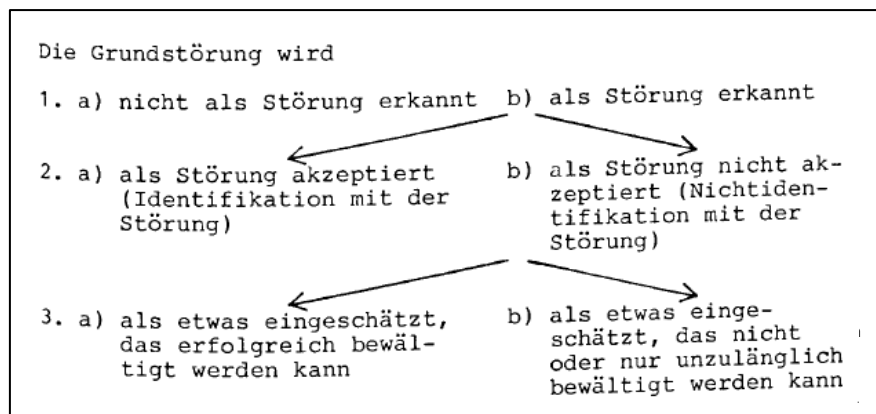 Die Grundstörung wird
1. a) nicht als Störung erkannt b) als Störung erkannt
2. a) als Störung akzeptiert
(Identifikation mit der
Störung)
b) als Störung nicht ak-
zeptiert (Nichtiden-
tifikation mit der
Störung)
3. a) als etwas eingeschätzt,
das erfolgreich bewäl-
tigt werden kann
b) als etwas einge-
schätzt, das nicht
oder nur unzulänglich
bewältigt werden kann